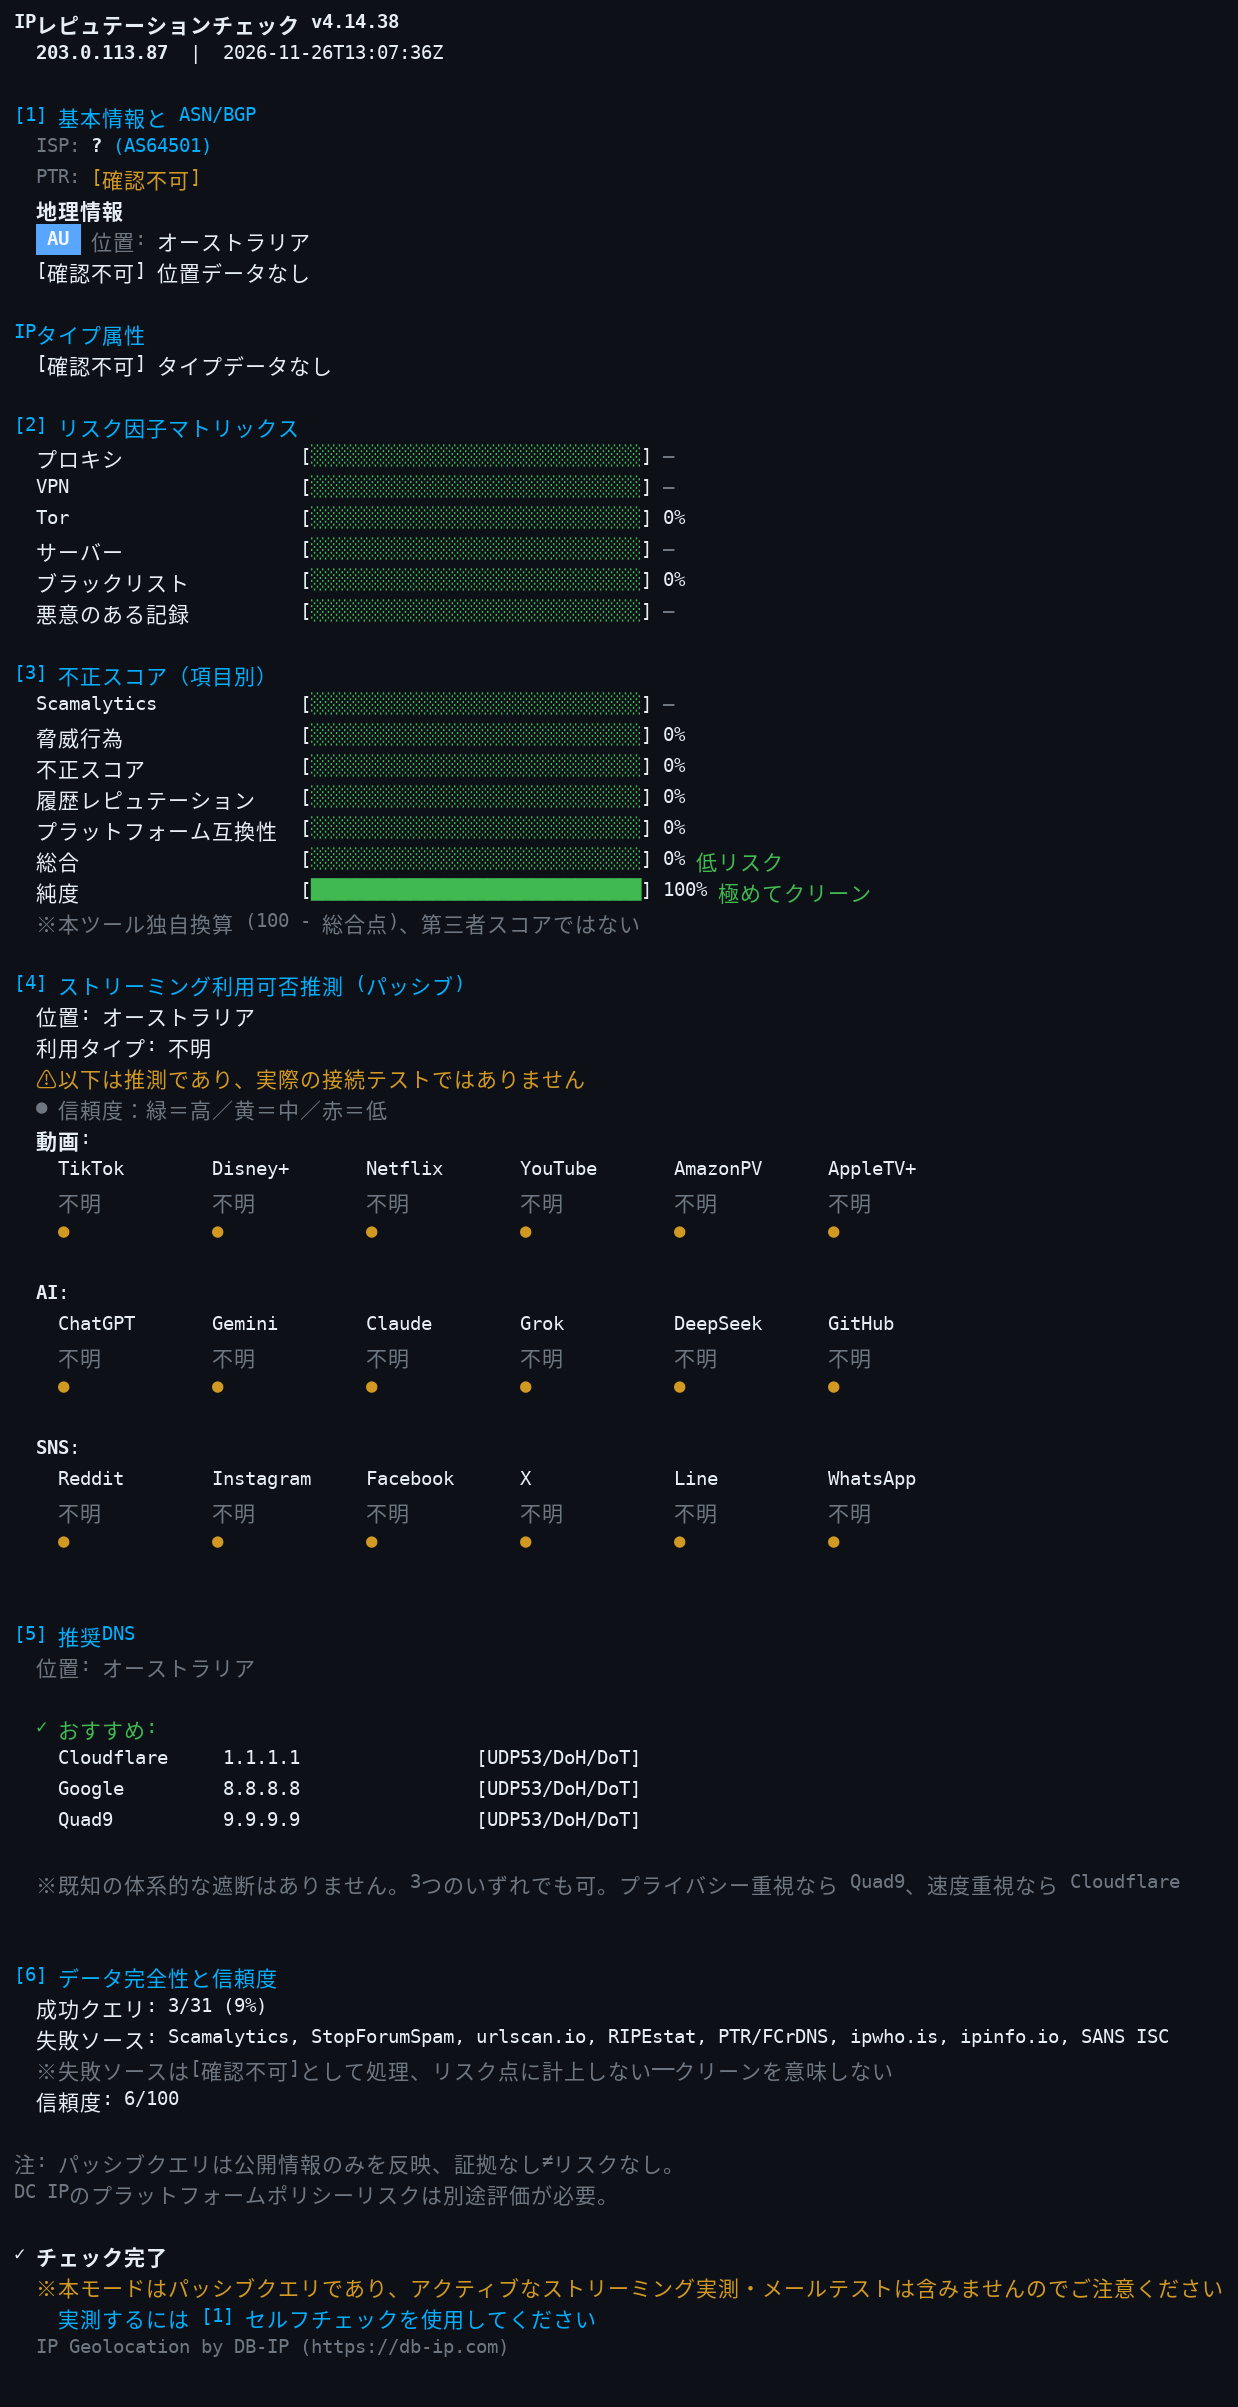 IPレピュテーションチェック v4.14.38
203.0.113.87 | 2026-11-26T13:07:36Z
[1] 基本情報と ASN/BGP
ISP: ? (AS64501)
PTR: [確認不可]
地理情報
AU 位置: オーストラリア
[確認不可] 位置データなし
IPタイプ属性
[確認不可] タイプデータなし
[2] リスク因子マトリックス
プロキシ [░░░░░░░░░░░░░░░░░░░░░░░░░░░░░░] —
VPN [░░░░░░░░░░░░░░░░░░░░░░░░░░░░░░] —
Tor [░░░░░░░░░░░░░░░░░░░░░░░░░░░░░░] 0%
サーバー [░░░░░░░░░░░░░░░░░░░░░░░░░░░░░░] —
ブラックリスト [░░░░░░░░░░░░░░░░░░░░░░░░░░░░░░] 0%
悪意のある記録 [░░░░░░░░░░░░░░░░░░░░░░░░░░░░░░] —
[3] 不正スコア（項目別）
Scamalytics [░░░░░░░░░░░░░░░░░░░░░░░░░░░░░░] —
脅威行為 [░░░░░░░░░░░░░░░░░░░░░░░░░░░░░░] 0%
不正スコア [░░░░░░░░░░░░░░░░░░░░░░░░░░░░░░] 0%
履歴レピュテーション [░░░░░░░░░░░░░░░░░░░░░░░░░░░░░░] 0%
プラットフォーム互換性 [░░░░░░░░░░░░░░░░░░░░░░░░░░░░░░] 0%
総合 [░░░░░░░░░░░░░░░░░░░░░░░░░░░░░░] 0% 低リスク
純度 [██████████████████████████████] 100% 極めてクリーン
※本ツール独自換算 (100 - 総合点)、第三者スコアではない
[4] ストリーミング利用可否推測 (パッシブ)
位置: オーストラリア
利用タイプ: 不明
⚠以下は推測であり、実際の接続テストではありません
● 信頼度：緑＝高／黄＝中／赤＝低
動画:
TikTok Disney+ Netflix YouTube AmazonPV AppleTV+
不明 不明 不明 不明 不明 不明
● ● ● ● ● ●
AI:
ChatGPT Gemini Claude Grok DeepSeek GitHub
不明 不明 不明 不明 不明 不明
● ● ● ● ● ●
SNS:
Reddit Instagram Facebook X Line WhatsApp
不明 不明 不明 不明 不明 不明
● ● ● ● ● ●
[5] 推奨DNS
位置: オーストラリア
✓ おすすめ:
Cloudflare 1.1.1.1 [UDP53/DoH/DoT]
Google 8.8.8.8 [UDP53/DoH/DoT]
Quad9 9.9.9.9 [UDP53/DoH/DoT]
※既知の体系的な遮断はありません。3つのいずれでも可。プライバシー重視なら Quad9、速度重視なら Cloudflare
[6] データ完全性と信頼度
成功クエリ: 3/31 (9%)
失敗ソース: Scamalytics, StopForumSpam, urlscan.io, RIPEstat, PTR/FCrDNS, ipwho.is, ipinfo.io, SANS ISC
※失敗ソースは[確認不可]として処理、リスク点に計上しない──クリーンを意味しない
信頼度: 6/100
注: パッシブクエリは公開情報のみを反映、証拠なし≠リスクなし。
DC IPのプラットフォームポリシーリスクは別途評価が必要。
✓ チェック完了
※本モードはパッシブクエリであり、アクティブなストリーミング実測・メールテストは含みませんのでご注意ください
実測するには [1] セルフチェックを使用してください
IP Geolocation by DB-IP (https://db-ip.com)